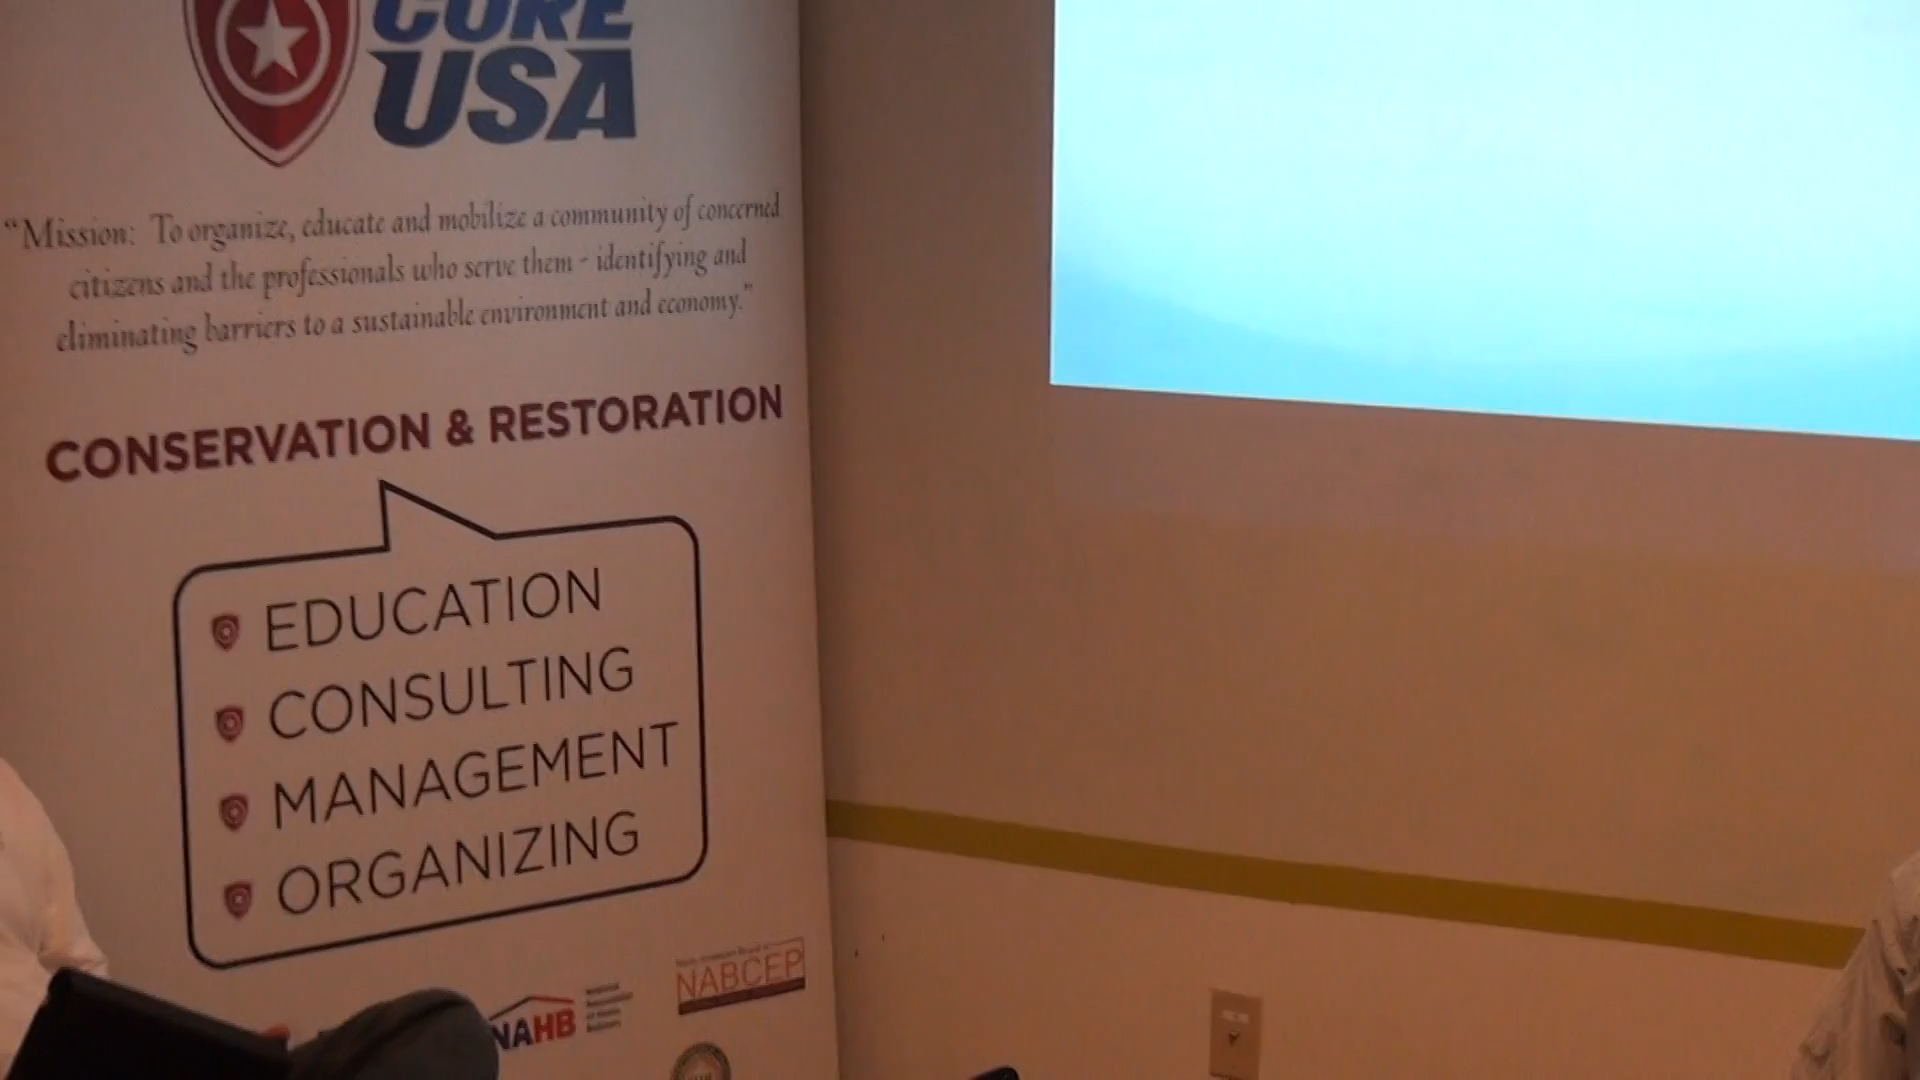 CORE
USA
"Mission: To organize, educate and mobilize a community of concerned
citizens and the professionals who serve them - identifying and
eliminating barriers to a sustainable environment and economy."
CONSERVATION & RESTORATION
EDUCATION
CONSULTING
MANAGEMENT
ORGANIZING
NABCEP
NAHB